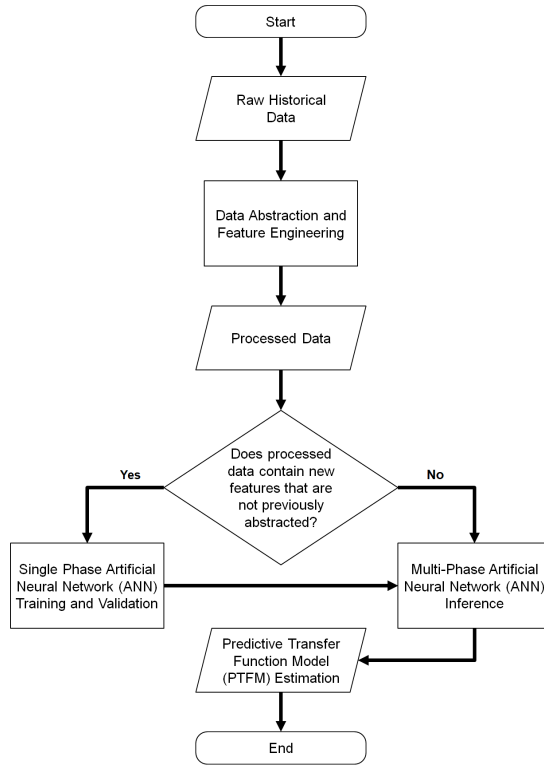 Start
Raw Historical
Data
Data Abstraction and
Feature Engineering
Processed Data
Does processed
data contain new
features that are
not previously
abstracted?
Yes
No
Single Phase Artificial
Neural Network (ANN)
Training and Validation
Multi-Phase Artificial
Neural Network (ANN)
Inference
Predictive Transfer
Function Model
(PTFM) Estimation
End